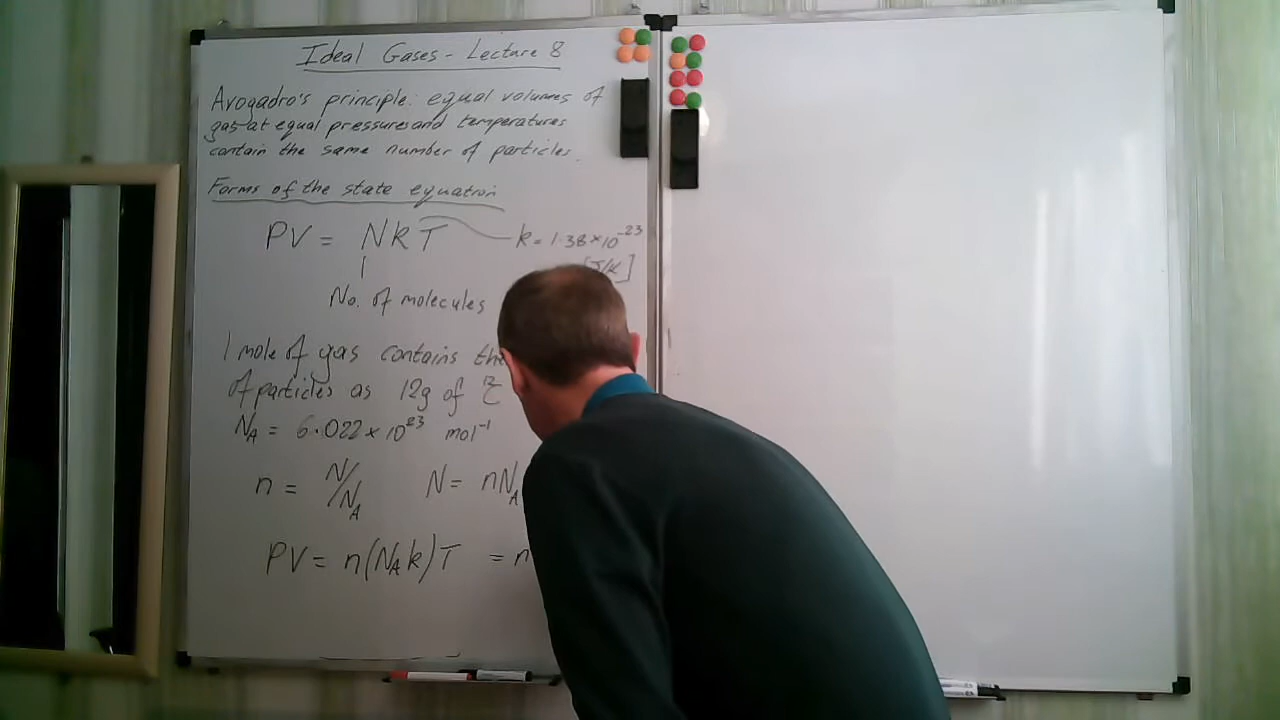 Ideal Gases - Lecture 8
Avogadro's principle: equal volumes of
gas at equal pressures and temperatures
contain the same number of particles.
Forms of the state equation
PV = NkT
k = 1.38×10⁻²³
[J/K]
No. of molecules
1 mole of gas contains the
of particles as 12g of ¹²C
N_A = 6.022 × 10²³ mol⁻¹
n = N/N_A N = nN_A
PV = n(N_A k)T = n